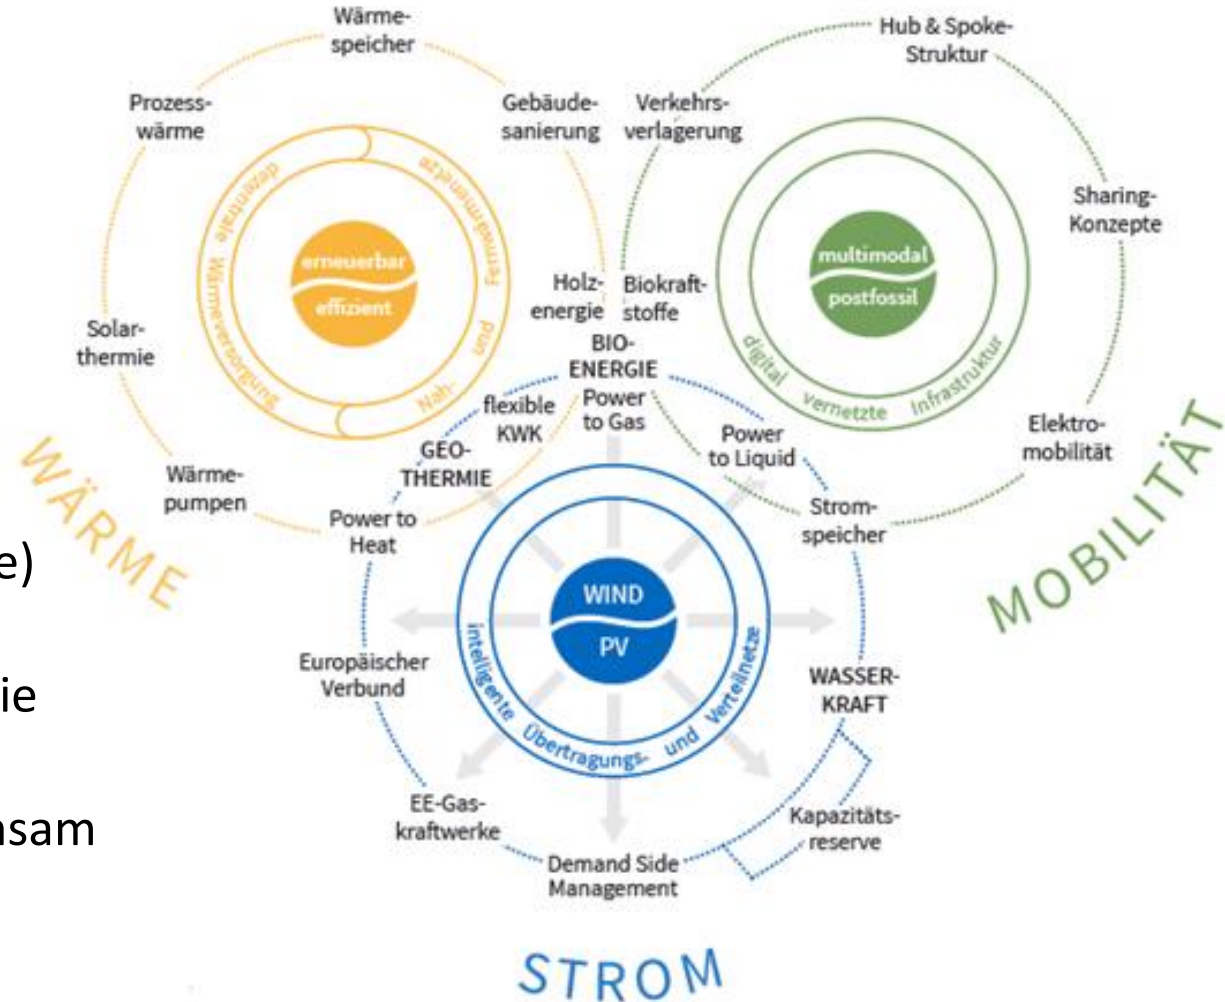 Wärme-
speicher
Prozess-
wärme
Gebäude-
sanierung
dezentrale Wärmeversorgung
Nah- und Fernwärmenetze
erneuerbar
effizient
Holz-
energie
Solar-
thermie
Wärme-
pumpen
WÄRME
Hub & Spoke-
Struktur
Verkehrs-
verlagerung
Sharing-
Konzepte
multimodal
postfossil
Biokraft-
stoffe
digital vernetzte Infrastruktur
Elektro-
mobilität
MOBILITÄT
BIO-
ENERGIE
Power
to Gas
flexible
KWK
GEO-
THERMIE
Power
to Liquid
Power to
Heat
Strom-
speicher
WIND
PV
intelligente Übertragungs- und Verteilnetze
Europäischer
Verbund
WASSER-
KRAFT
EE-Gas-
kraftwerke
Kapazitäts-
reserve
Demand Side
Management
STROM
e)
ie
nsam